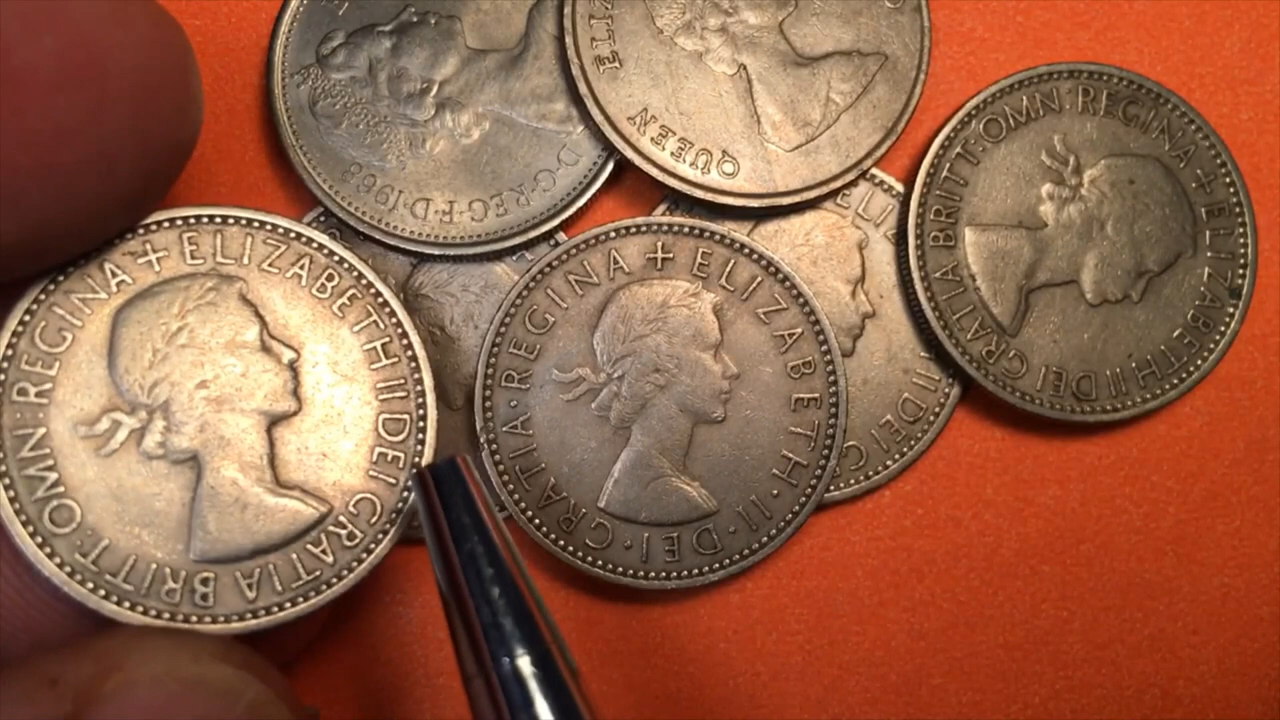 D·G·REG·F·D·1968
ELIZ
QUEEN
+ ELIZABETH II DEI GRATIA BRITT: OMN: REGINA
+ ELIZABETH · II · DEI · GRATIA · REGINA
ELIZ
II DEI G
+ ELIZABETH II DEI GRATIA BRITT: OMN: REGINA